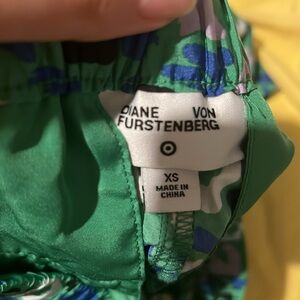 DIANE VON
FURSTENBERG
XS
MADE IN
CHINA